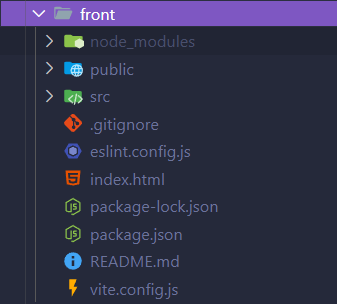 front
node_modules
public
src
.gitignore
eslint.config.js
index.html
package-lock.json
package.json
README.md
vite.config.js